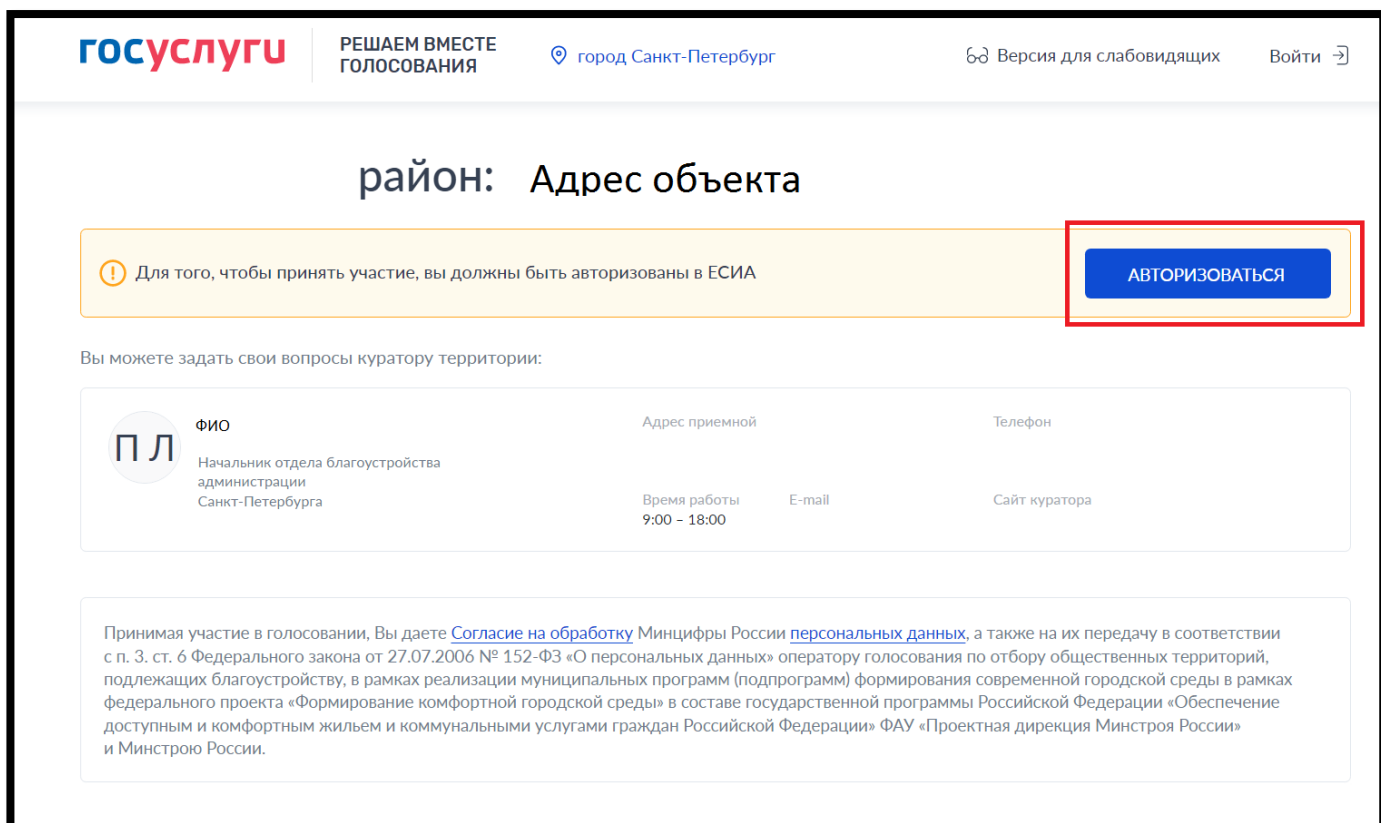 госуслуги
РЕШАЕМ ВМЕСТЕ
ГОЛОСОВАНИЯ
город Санкт-Петербург
Версия для слабовидящих
Войти
район: Адрес объекта
Для того, чтобы принять участие, вы должны быть авторизованы в ЕСИА
АВТОРИЗОВАТЬСЯ
Вы можете задать свои вопросы куратору территории:
П Л
ФИО
Начальник отдела благоустройства
администрации
Санкт-Петербурга
Адрес приемной
Телефон
Время работы
9:00 – 18:00
E-mail
Сайт куратора
Принимая участие в голосовании, Вы даете Согласие на обработку Минцифры России персональных данных, а также на их передачу в соответствии
с п. 3. ст. 6 Федерального закона от 27.07.2006 № 152-ФЗ «О персональных данных» оператору голосования по отбору общественных территорий,
подлежащих благоустройству, в рамках реализации муниципальных программ (подпрограмм) формирования современной городской среды в рамках
федерального проекта «Формирование комфортной городской среды» в составе государственной программы Российской Федерации «Обеспечение
доступным и комфортным жильем и коммунальными услугами граждан Российской Федерации» ФАУ «Проектная дирекция Минстроя России»
и Минстрою России.